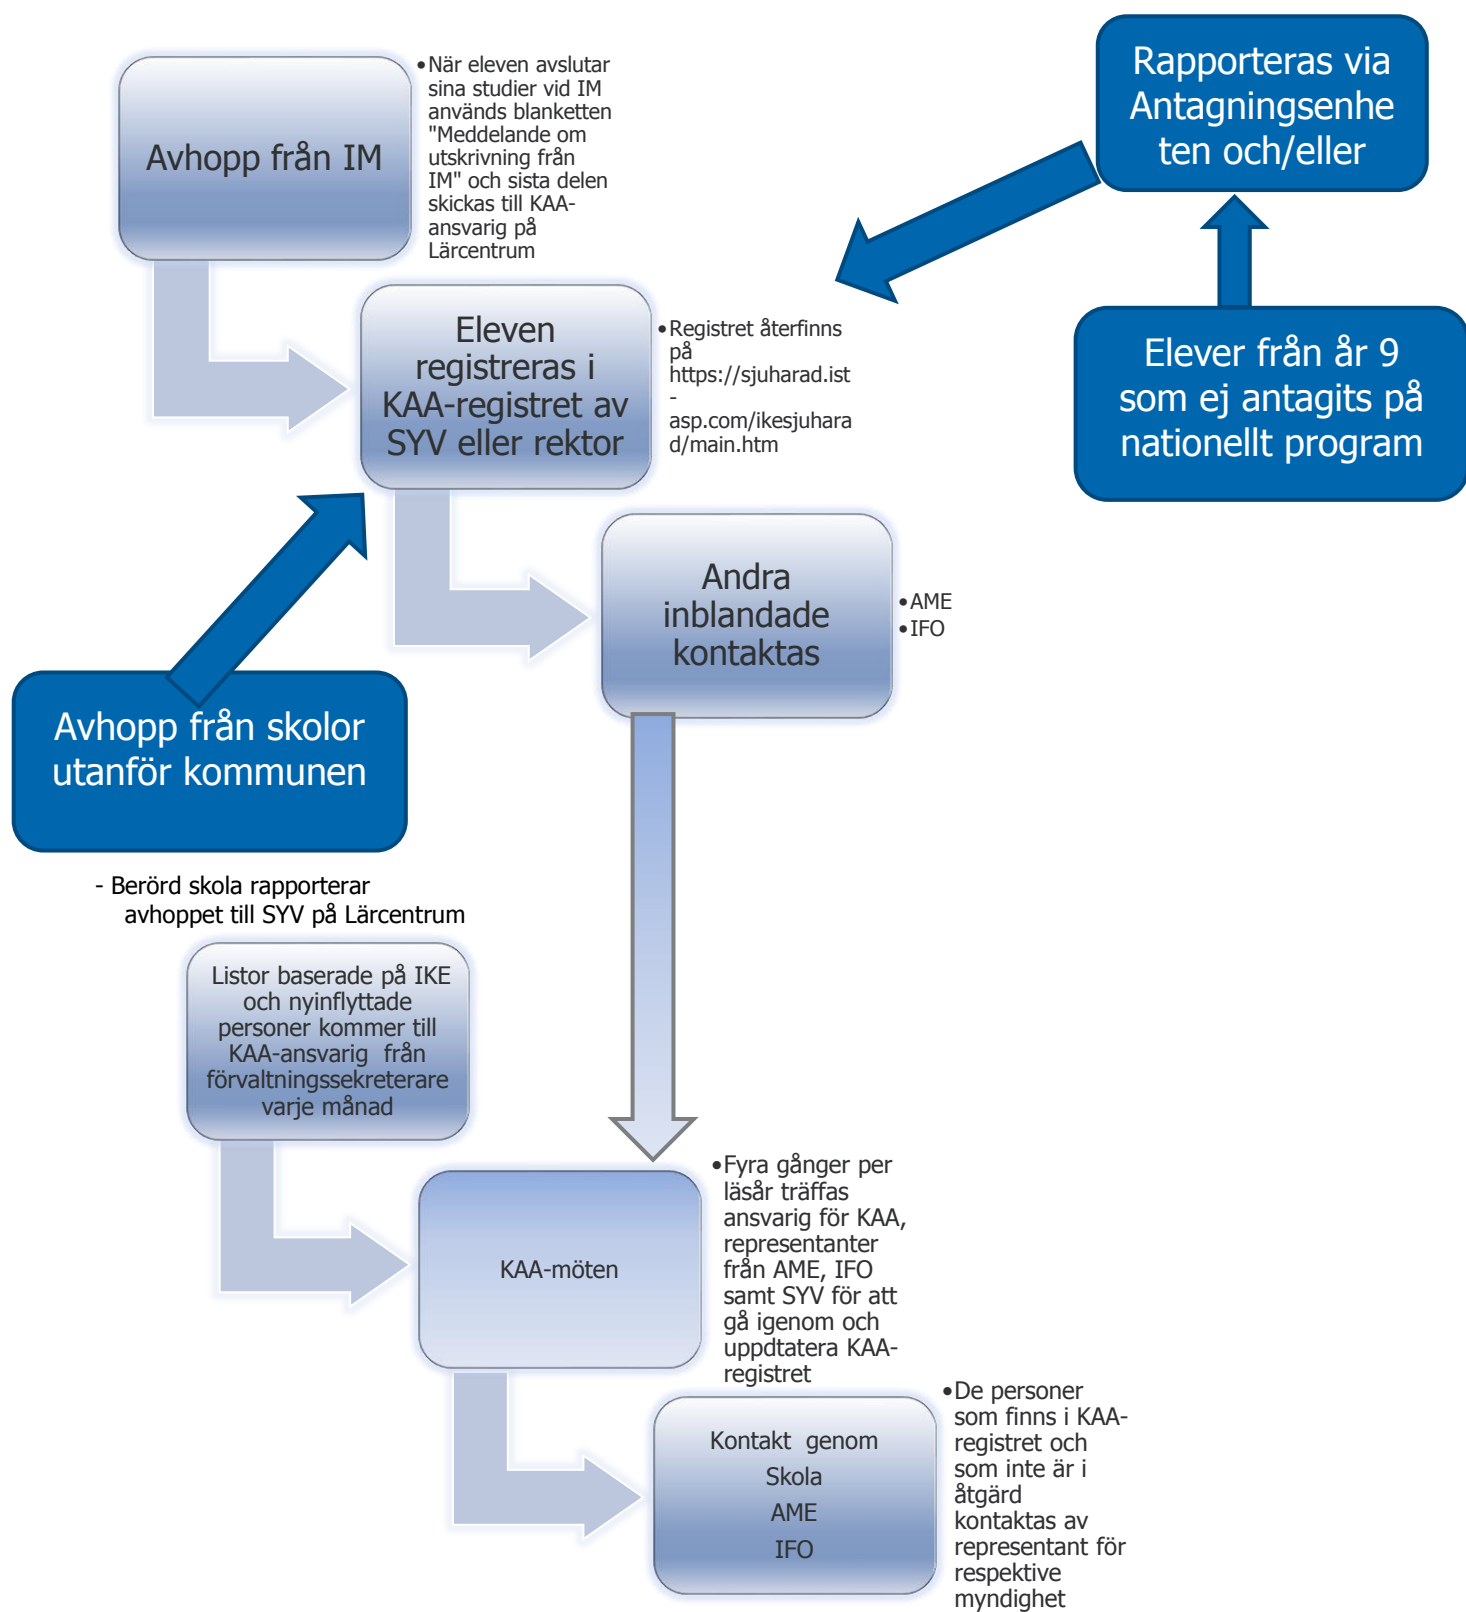 Avhopp från IM
•När eleven avslutar
sina studier vid IM
används blanketten
"Meddelande om
utskrivning från
IM" och sista delen
skickas till KAA-
ansvarig på
Lärcentrum
Rapporteras via
Antagningsenhe
ten och/eller
Eleven
registreras i
KAA-registret av
SYV eller rektor
•Registret återfinns
på
https://sjuharad.ist
-
asp.com/ikesjuhara
d/main.htm
Elever från år 9
som ej antagits på
nationellt program
Andra
inblandade
kontaktas
•AME
•IFO
Avhopp från skolor
utanför kommunen
- Berörd skola rapporterar
avhoppet till SYV på Lärcentrum
Listor baserade på IKE
och nyinflyttade
personer kommer till
KAA-ansvarig från
förvaltningssekreterare
varje månad
KAA-möten
•Fyra gånger per
läsår träffas
ansvarig för KAA,
representanter
från AME, IFO
samt SYV för att
gå igenom och
uppdtatera KAA-
registret
Kontakt genom
Skola
AME
IFO
•De personer
som finns i KAA-
registret och
som inte är i
åtgärd
kontaktas av
representant för
respektive
myndighet